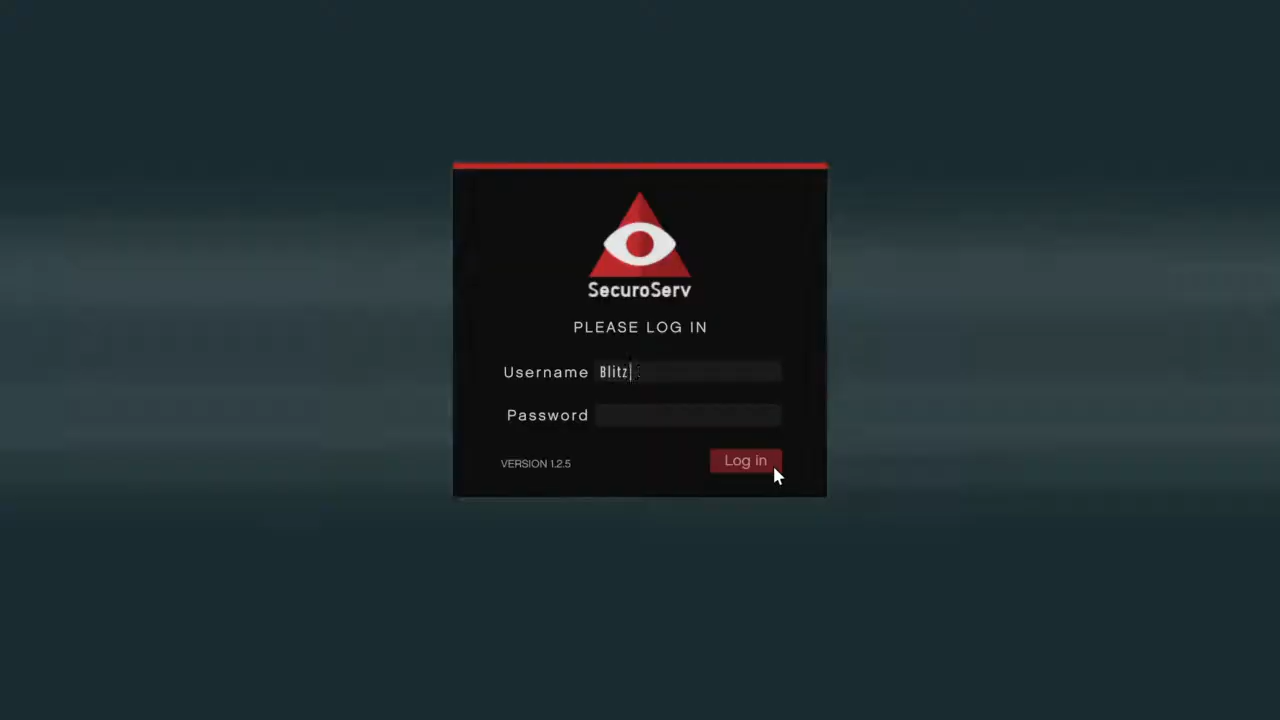 SecuroServ
PLEASE LOG IN
Username Blitz
Password
VERSION 1.2.5 Log in